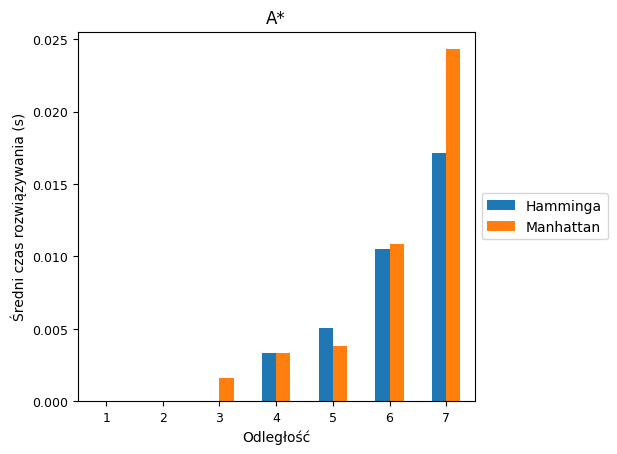 A*
0.025
0.020
0.015
0.010
0.005
0.000
Średni czas rozwiązywania (s)
1 2 3 4 5 6 7
Odległość
Hamminga
Manhattan